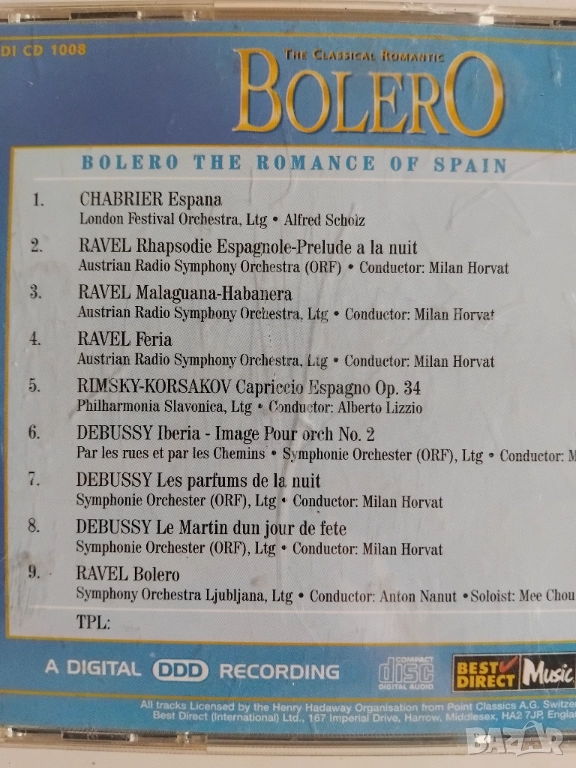 DI CD 1008
THE CLASSICAL ROMANTIC
BOLERO
BOLERO THE ROMANCE OF SPAIN
1. CHABRIER Espana
London Festival Orchestra, Ltg • Alfred Scholz
2. RAVEL Rhapsodie Espagnole-Prelude a la nuit
Austrian Radio Symphony Orchestra (ORF) • Conductor: Milan Horvat
3. RAVEL Malaguana-Habanera
Austrian Radio Symphony Orchestra, Ltg • Conductor: Milan Horvat
4. RAVEL Feria
Austrian Radio Symphony Orchestra, Ltg • Conductor: Milan Horvat
5. RIMSKY-KORSAKOV Capriccio Espagno Op. 34
Philharmonia Slavonica, Ltg • Conductor: Alberto Lizzio
6. DEBUSSY Iberia - Image Pour orch No. 2
Par les rues et par les Chemins • Symphonie Orchester (ORF), Ltg • Conductor: M
7. DEBUSSY Les parfums de la nuit
Symphonie Orchester (ORF), Ltg • Conductor: Milan Horvat
8. DEBUSSY Le Martin dun jour de fete
Symphonie Orchester (ORF), Ltg • Conductor: Milan Horvat
9. RAVEL Bolero
Symphony Orchestra Ljubljana, Ltg • Conductor: Anton Nanut • Soloist: Mee Chou
TPL:
A DIGITAL DDD RECORDING
COMPACT disc DIGITAL AUDIO
BEST DIRECT Music
All tracks Licensed by the Henry Hadaway Organisation from Point Classics A.G. Switzer
Best Direct (International) Ltd., 167 Imperial Drive, Harrow, Middlesex, HA2 7JP, Englan
BAZAR